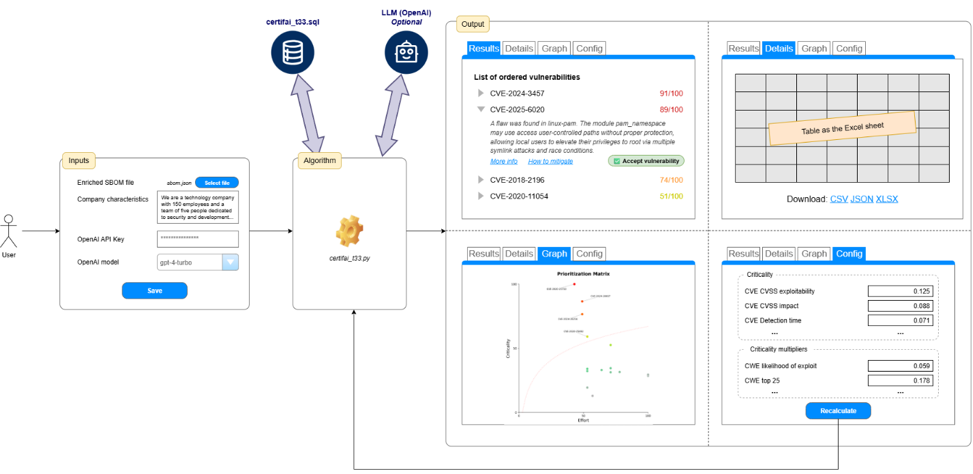 certifai_t33.sql
LLM (OpenAI)
Optional
Inputs
Enriched SBOM file
sbom.json
Select file
Company characteristics
We are a technology company
with 150 employees and a
team of five people dedicated
to security and development...
OpenAI API Key
***************
OpenAI model
gpt-4-turbo
Save
User
Algorithm
certifai_t33.py
Output
Results Details Graph Config
List of ordered vulnerabilities
CVE-2024-3457 91/100
CVE-2025-6020 89/100
A flaw was found in linux-pam. The module pam_namespace
may use access user-controlled paths without proper protection,
allowing local users to elevate their privileges to root via multiple
symlink attacks and race conditions.
More info How to mitigate Accept vulnerability
CVE-2018-2196 74/100
CVE-2020-11054 51/100
Results Details Graph Config
Table as the Excel sheet
Download: CSV JSON XLSX
Results Details Graph Config
Prioritization Matrix
Criticality
Effort
Results Details Graph Config
Criticality
CVE CVSS exploitability 0.125
CVE CVSS impact 0.088
CVE Detection time 0.071
... ...
Criticality multipliers
CWE likelihood of exploit 0.059
CWE top 25 0.178
... ...
Recalculate